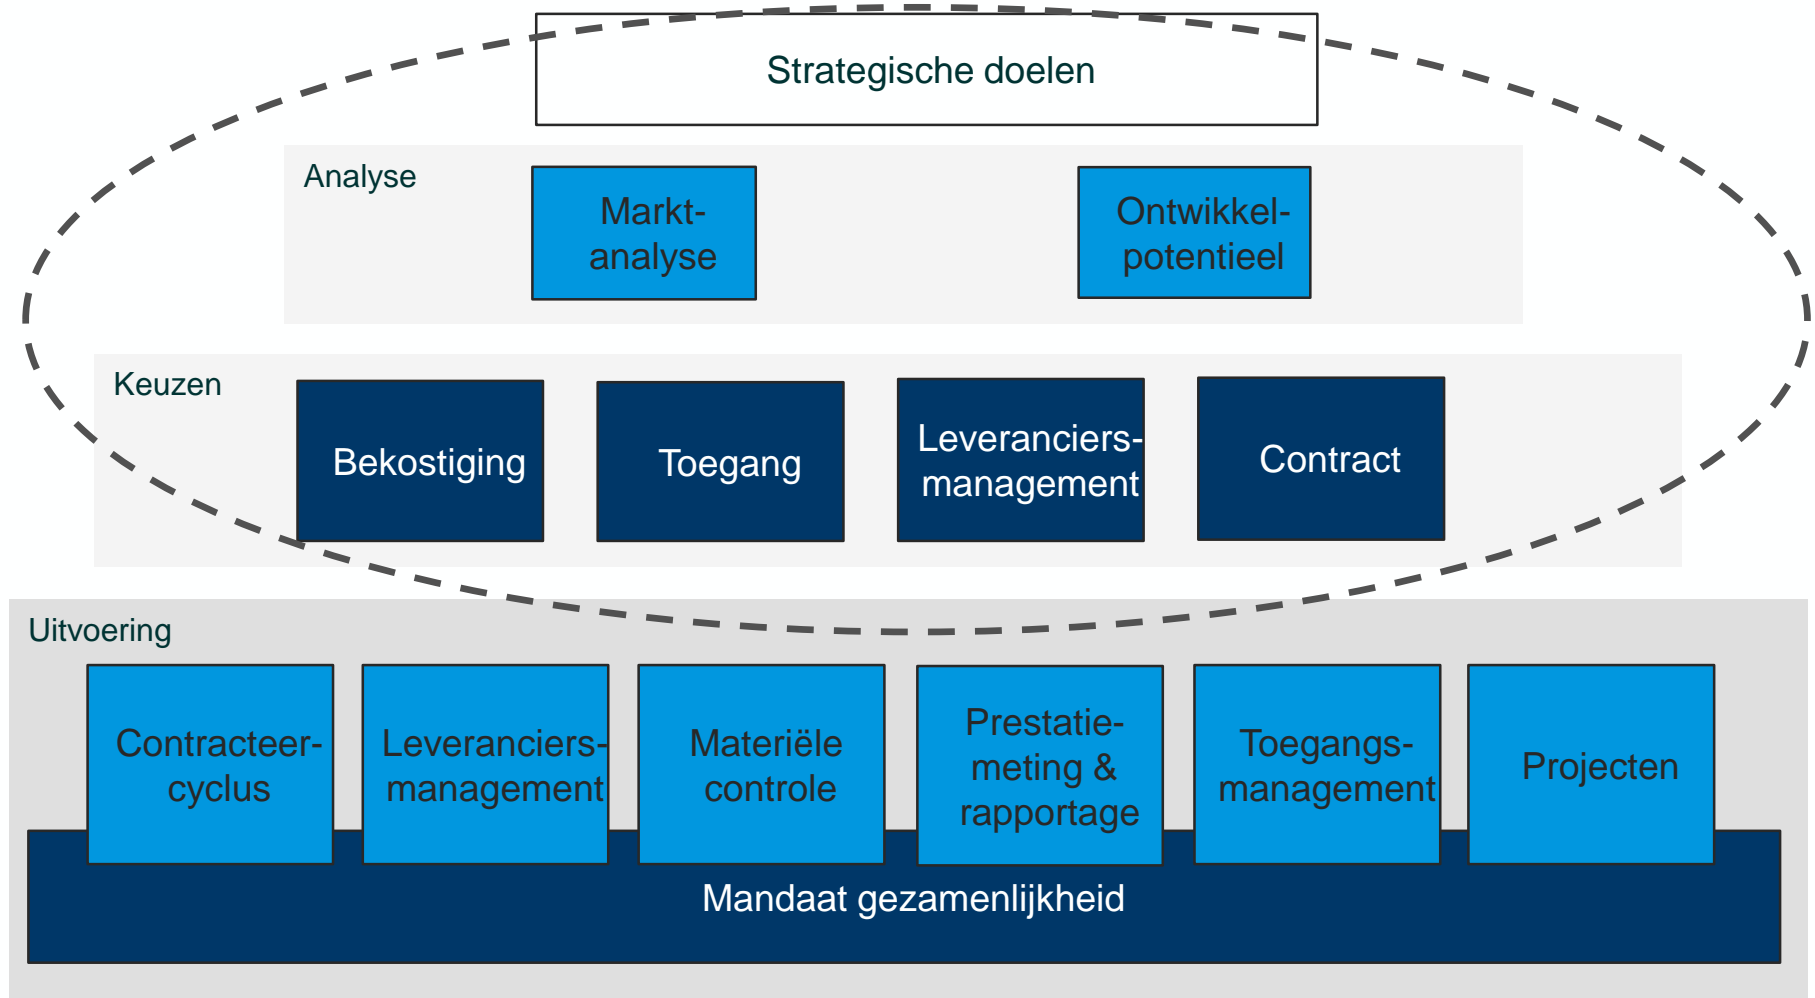 Strategische doelen
Analyse
Markt-
analyse
Ontwikkel-
potentieel
Keuzen
Bekostiging
Toegang
Leveranciers-
management
Contract
Uitvoering
Contracteer-
cyclus
Leveranciers-
management
Materiële
controle
Prestatie-
meting &
rapportage
Toegangs-
management
Projecten
Mandaat gezamenlijkheid